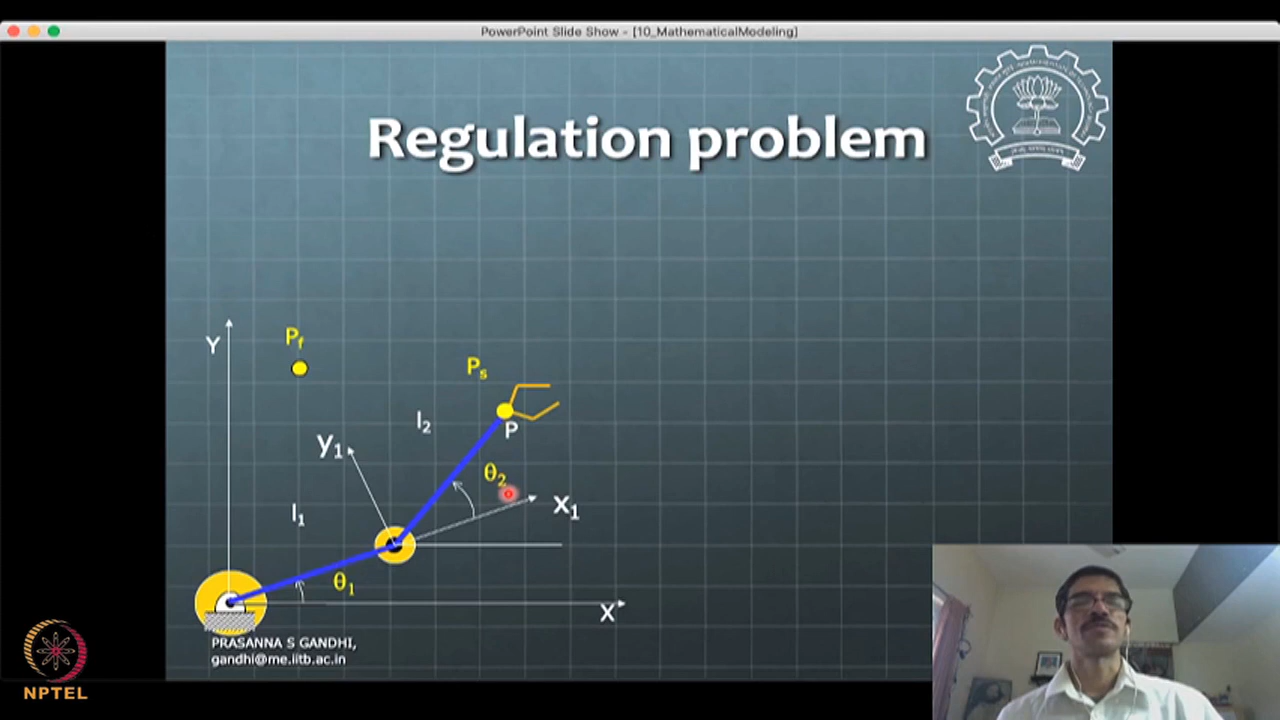 PowerPoint Slide Show - [10_MathematicalModeling]
Regulation problem
Y
Pf
Ps
l2
P
y1
θ2
x1
l1
θ1
X
PRASANNA S GANDHI,
gandhi@me.iitb.ac.in
NPTEL